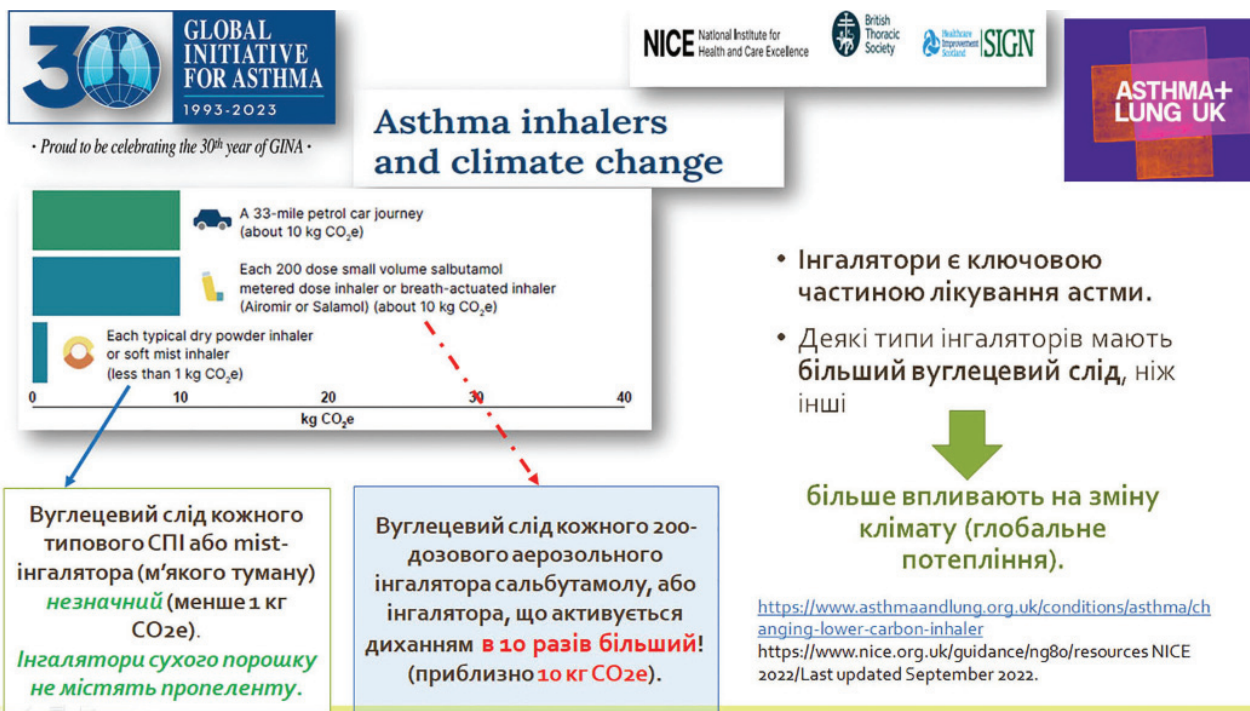 30
GLOBAL
INITIATIVE
FOR ASTHMA
1993-2023
· Proud to be celebrating the 30th year of GINA ·
NICE National Institute for
Health and Care Excellence
British
Thoracic
Society
Healthcare
Improvement
Scotland
SIGN
ASTHMA+
LUNG UK
Asthma inhalers
and climate change
A 33-mile petrol car journey
(about 10 kg CO₂e)
Each 200 dose small volume salbutamol
metered dose inhaler or breath-actuated inhaler
(Airomir or Salamol) (about 10 kg CO₂e)
Each typical dry powder inhaler
or soft mist inhaler
(less than 1 kg CO₂e)
0 10 20 30 40
kg CO₂e
• Інгалятори є ключовою
частиною лікування астми.
• Деякі типи інгаляторів мають
більший вуглецевий слід, ніж
інші
більше впливають на зміну
клімату (глобальне
потепління).
Вуглецевий слід кожного
типового СПІ або mist-
інгалятора (м’якого туману)
незначний (менше 1 кг
CO2e).
Інгалятори сухого порошку
не містять пропеленту.
Вуглецевий слід кожного 200-
дозового аерозольного
інгалятора сальбутамолу, або
інгалятора, що активується
диханням в 10 разів більший!
(приблизно 10 кг CO2e).
https://www.asthmaandlung.org.uk/conditions/asthma/ch
anging-lower-carbon-inhaler
https://www.nice.org.uk/guidance/ng80/resources NICE
2022/Last updated September 2022.